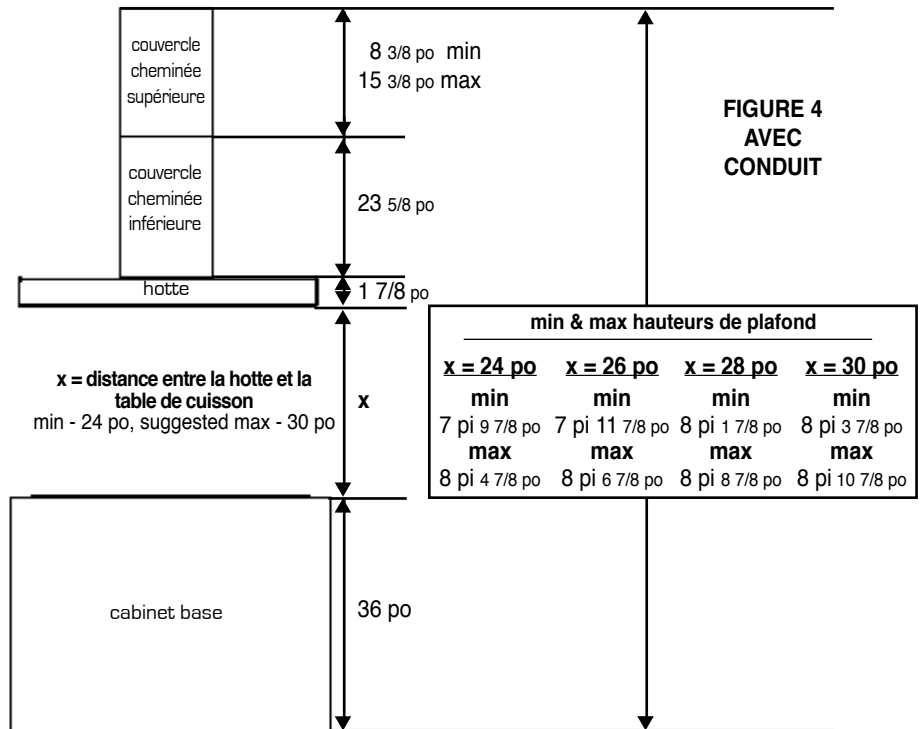 couvercle
cheminée
supérieure
8 3/8 po min
15 3/8 po max
FIGURE 4
AVEC
CONDUIT
couvercle
cheminée
inférieure
23 5/8 po
hotte
1 7/8 po
x = distance entre la hotte et la
table de cuisson
min - 24 po, suggested max - 30 po
x
min & max hauteurs de plafond
x = 24 po x = 26 po x = 28 po x = 30 po
min min min min
7 pi 9 7/8 po 7 pi 11 7/8 po 8 pi 1 7/8 po 8 pi 3 7/8 po
max max max max
8 pi 4 7/8 po 8 pi 6 7/8 po 8 pi 8 7/8 po 8 pi 10 7/8 po
cabinet base
36 po